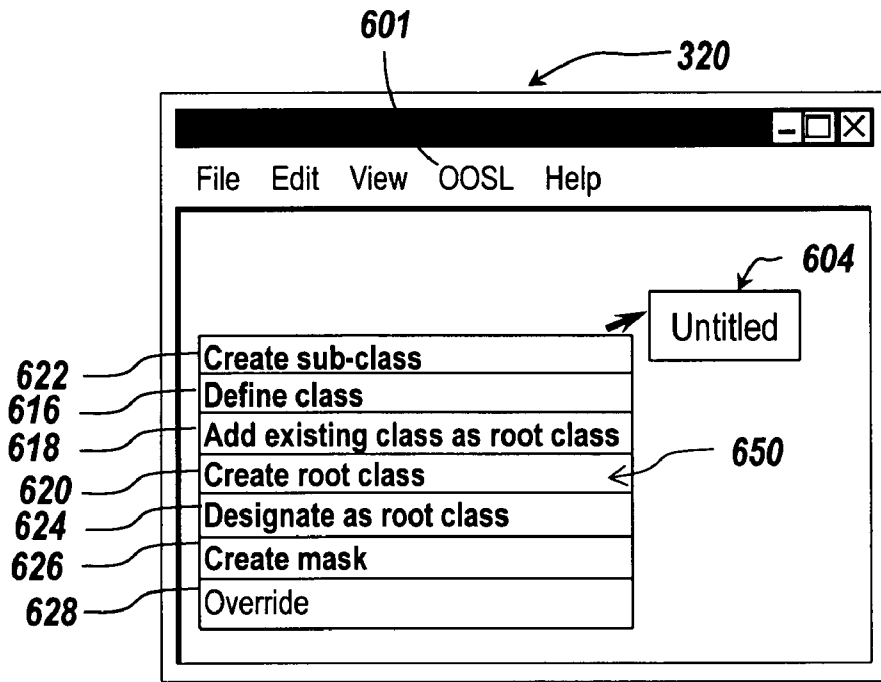 601
320
File Edit View OOSL Help
604
Untitled
622 Create sub-class
616 Define class
618 Add existing class as root class
650
620 Create root class
624 Designate as root class
626 Create mask
628 Override